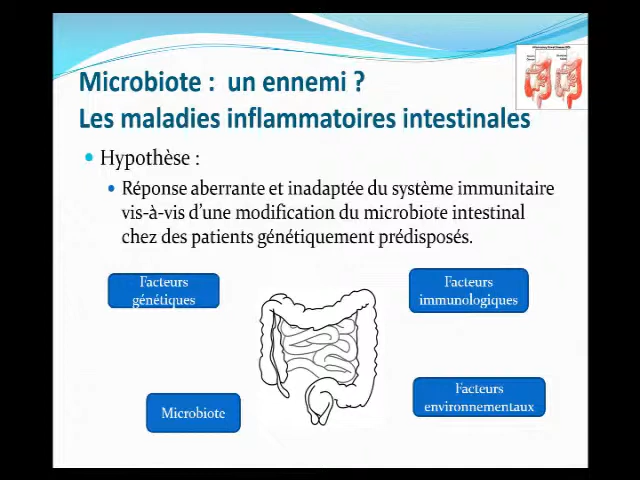 Microbiote : un ennemi ?
Les maladies inflammatoires intestinales
Hypothèse :
Réponse aberrante et inadaptée du système immunitaire
vis-à-vis d'une modification du microbiote intestinal
chez des patients génétiquement prédisposés.
Facteurs
génétiques
Facteurs
immunologiques
Microbiote
Facteurs
environnementaux